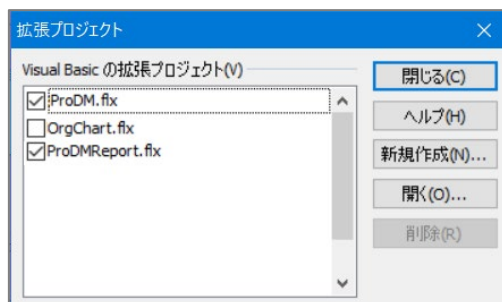 拡張プロジェクト
Visual Basic の拡張プロジェクト(V)
ProDM.flx
OrgChart.flx
ProDMReport.flx
閉じる(C)
ヘルプ(H)
新規作成(N)...
開く(O)...
削除(R)